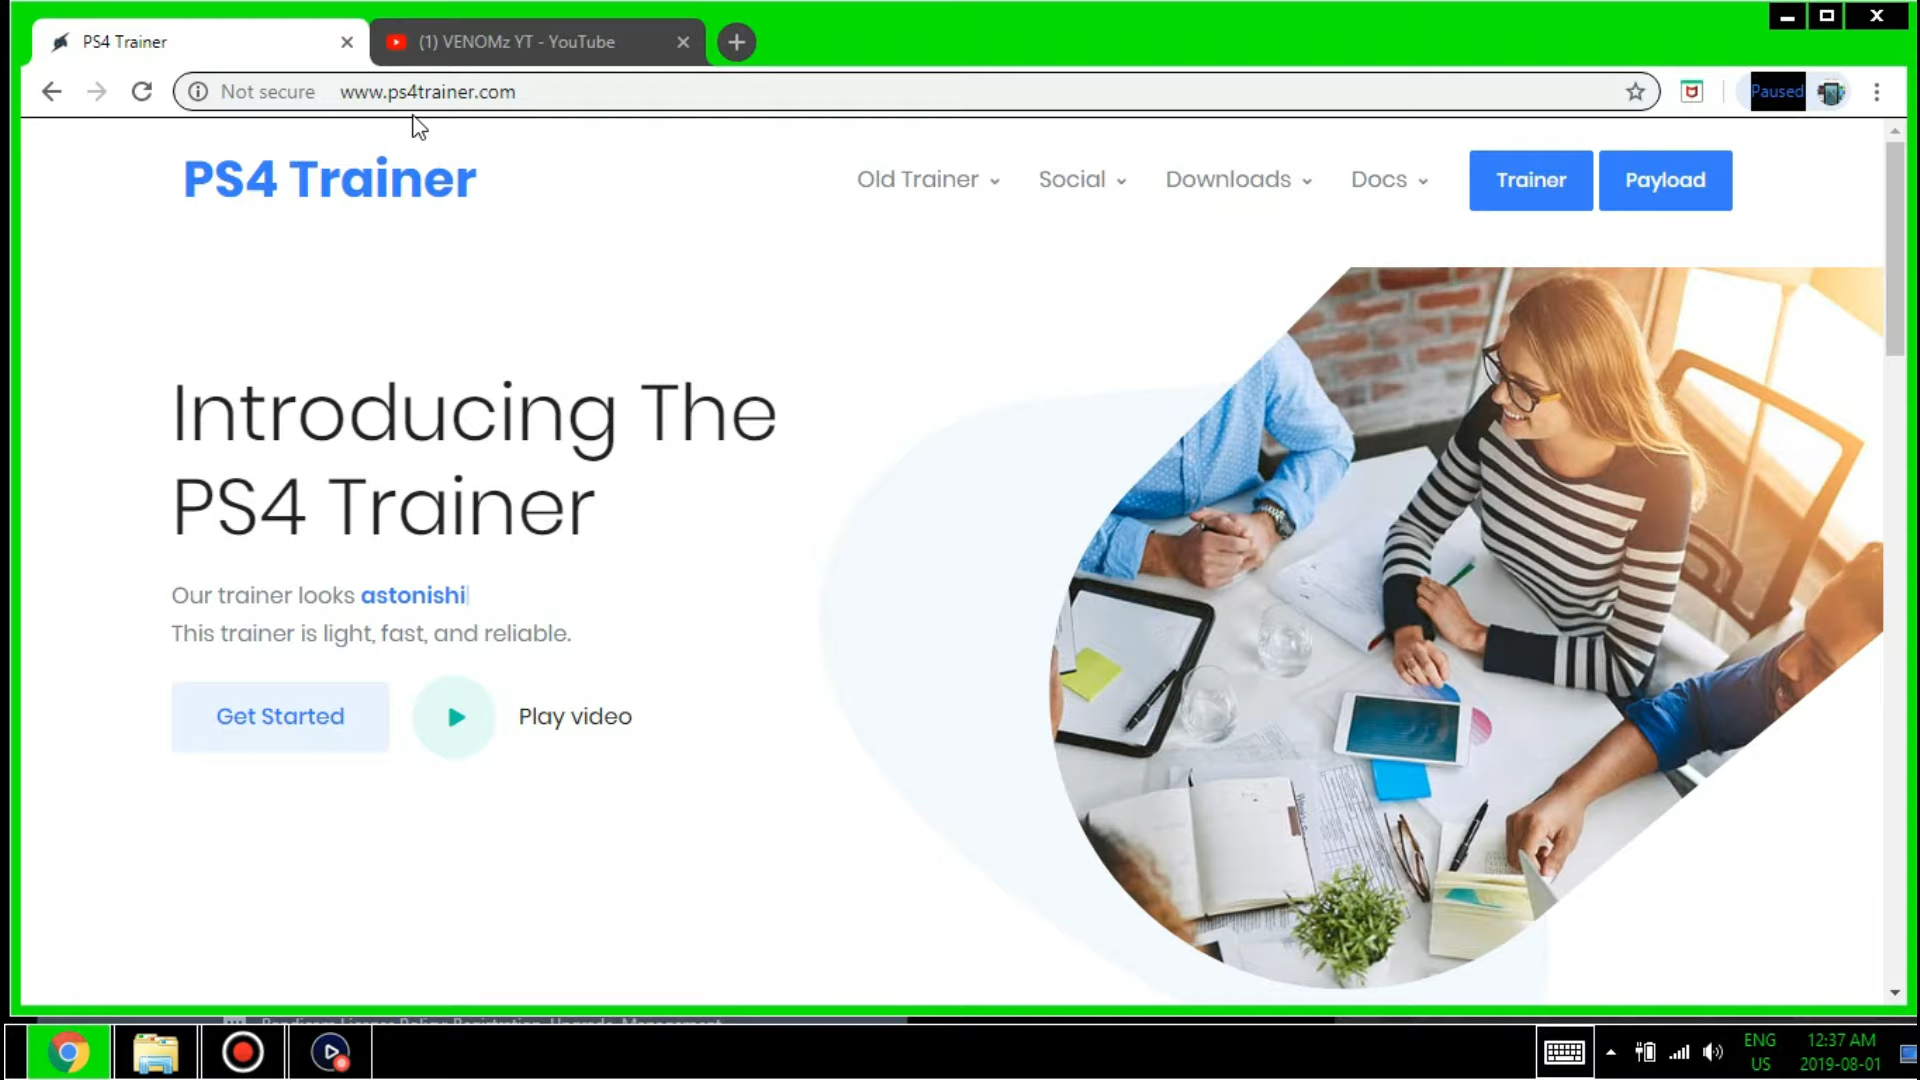 PS4 Trainer
(1) VENOMz YT - YouTube
Not secure www.ps4trainer.com
Paused
PS4 Trainer
Old Trainer
Social
Downloads
Docs
Trainer
Payload
Introducing The
PS4 Trainer
Our trainer looks astonishi
This trainer is light, fast, and reliable.
Get Started
Play video
ENG
US
12:37 AM
2019-08-01